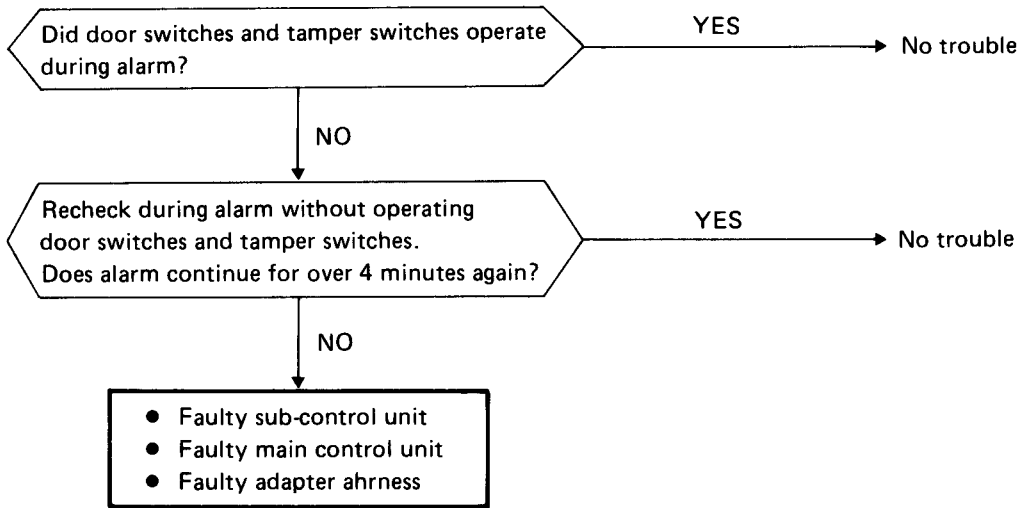 Did door switches and tamper switches operate
during alarm?
YES
No trouble
NO
Recheck during alarm without operating
door switches and tamper switches.
Does alarm continue for over 4 minutes again?
YES
No trouble
NO
● Faulty sub-control unit
● Faulty main control unit
● Faulty adapter ahrness